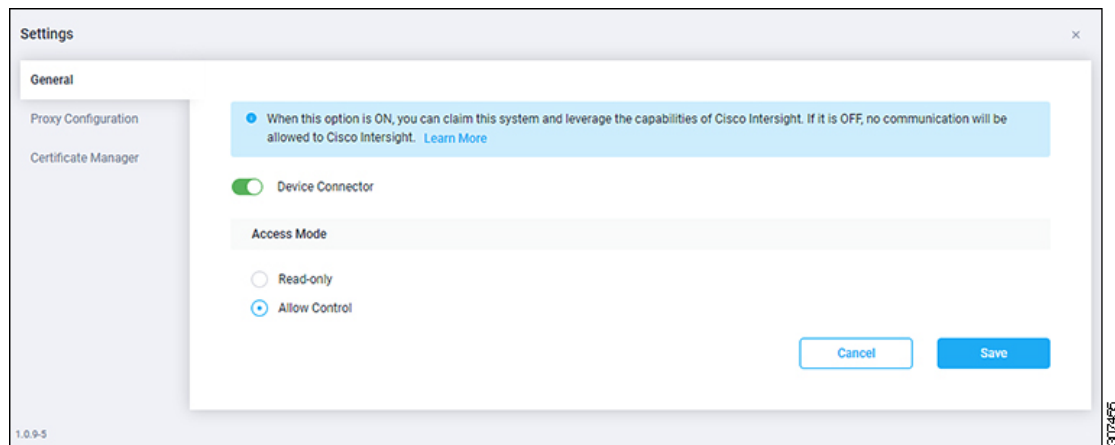 Settings
×
General
Proxy Configuration
Certificate Manager
When this option is ON, you can claim this system and leverage the capabilities of Cisco Intersight. If it is OFF, no communication will be
allowed to Cisco Intersight. Learn More
Device Connector
Access Mode
Read-only
Allow Control
Cancel
Save
1.0.9-5
307466